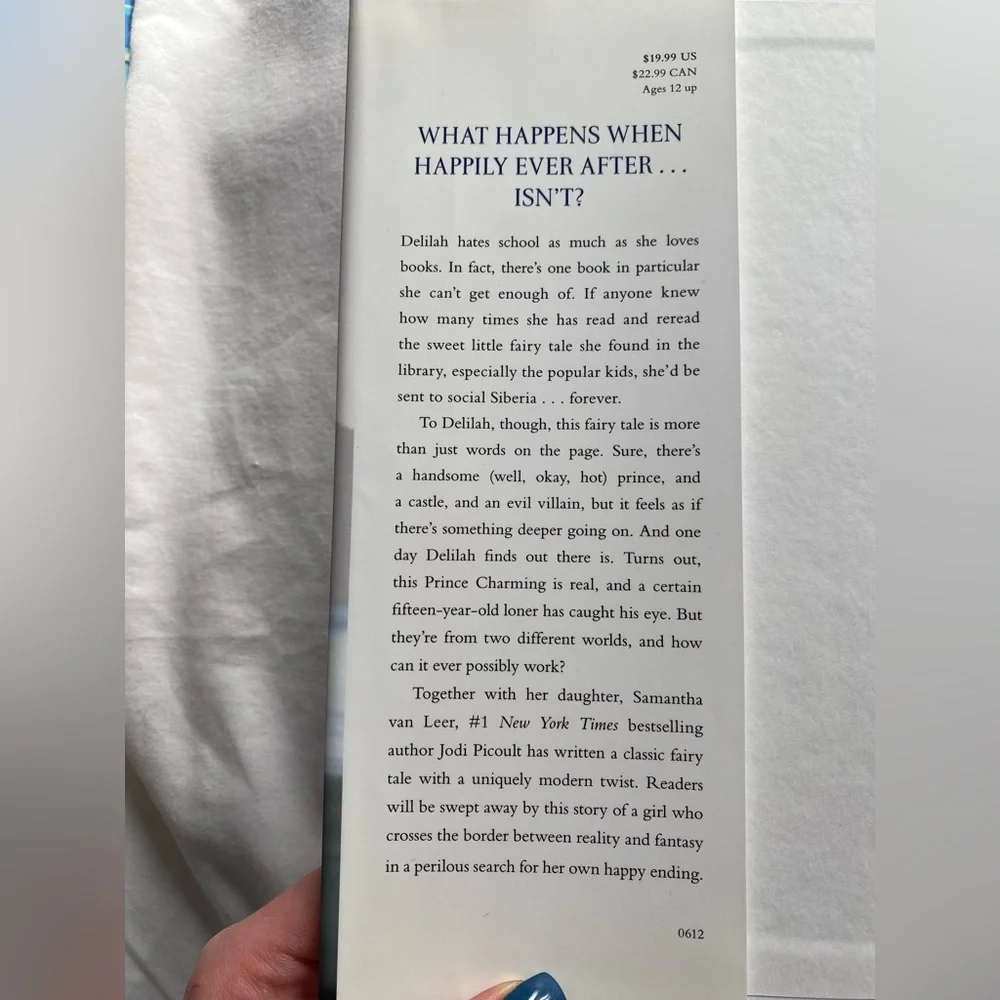 $19.99 US
$22.99 CAN
Ages 12 up
WHAT HAPPENS WHEN
HAPPILY EVER AFTER . . .
ISN'T?
Delilah hates school as much as she loves
books. In fact, there's one book in particular
she can't get enough of. If anyone knew
how many times she has read and reread
the sweet little fairy tale she found in the
library, especially the popular kids, she'd be
sent to social Siberia . . . forever.
To Delilah, though, this fairy tale is more
than just words on the page. Sure, there's
a handsome (well, okay, hot) prince, and
a castle, and an evil villain, but it feels as if
there's something deeper going on. And one
day Delilah finds out there is. Turns out,
this Prince Charming is real, and a certain
fifteen-year-old loner has caught his eye. But
they're from two different worlds, and how
can it ever possibly work?
Together with her daughter, Samantha
van Leer, #1 New York Times bestselling
author Jodi Picoult has written a classic fairy
tale with a uniquely modern twist. Readers
will be swept away by this story of a girl who
crosses the border between reality and fantasy
in a perilous search for her own happy ending.
0612